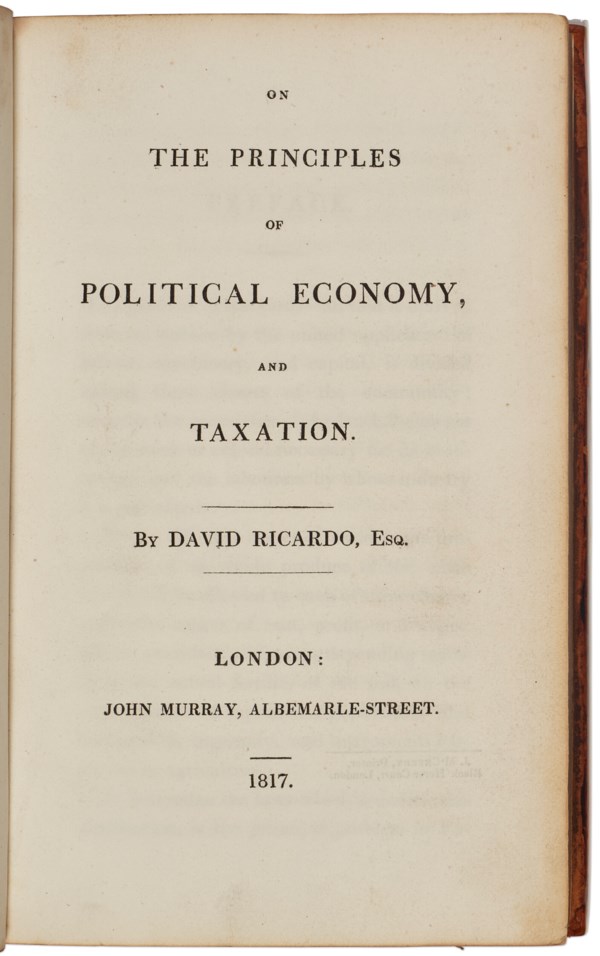 ON
THE PRINCIPLES
OF
POLITICAL ECONOMY,
AND
TAXATION.
By DAVID RICARDO, Esq.
LONDON:
JOHN MURRAY, ALBEMARLE-STREET.
1817.